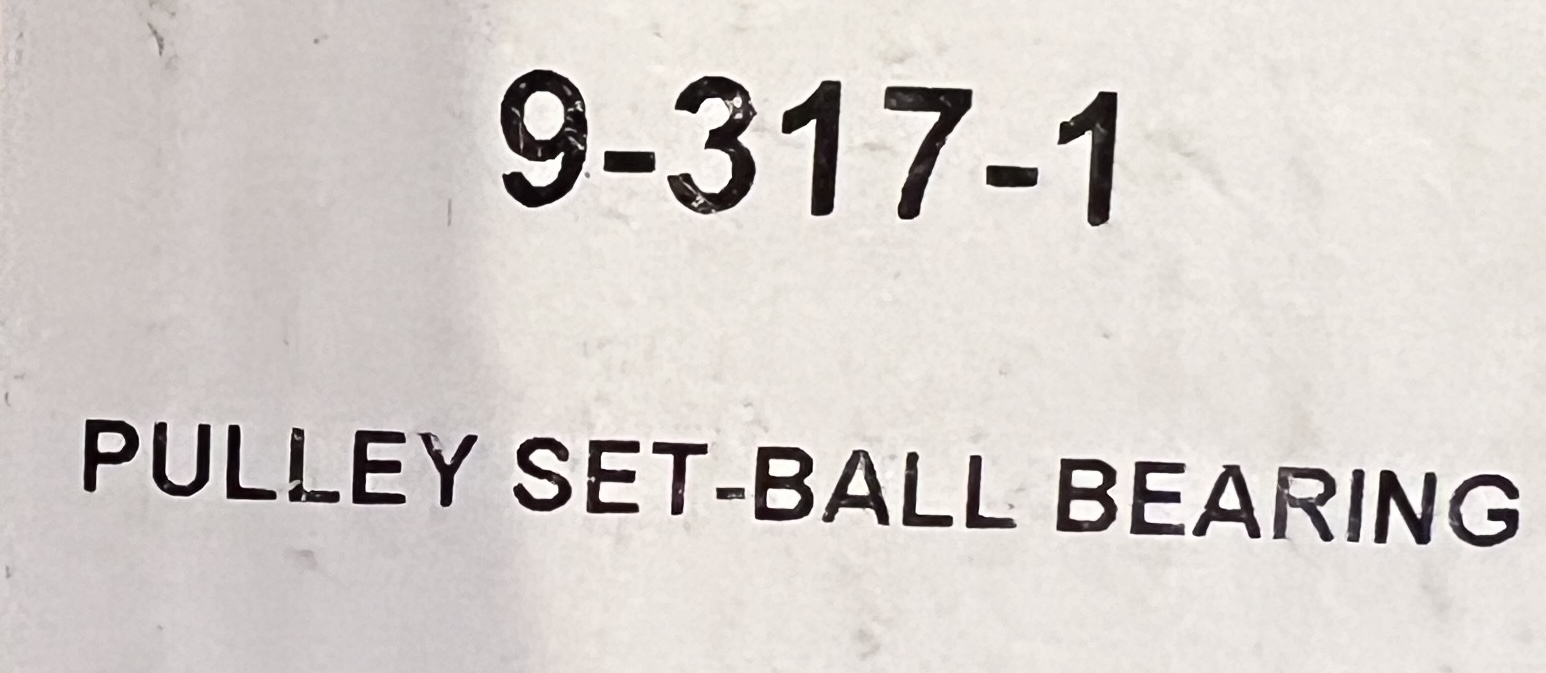 9-317-1
PULLEY SET-BALL BEARING